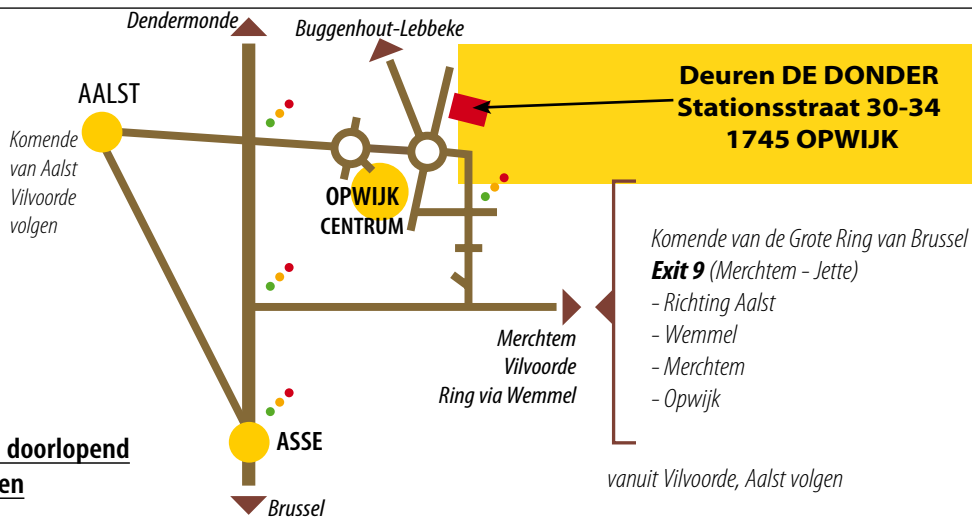 Dendermonde
Buggenhout-Lebbeke
Deuren DE DONDER
Stationsstraat 30-34
1745 OPWIJK
AALST
Komende
van Aalst
Vilvoorde
volgen
OPWIJK
CENTRUM
Komende van de Grote Ring van Brussel
Exit 9 (Merchtem - Jette)
- Richting Aalst
- Wemmel
- Merchtem
- Opwijk
Merchtem
Vilvoorde
Ring via Wemmel
ASSE
doorlopend
en
vanuit Vilvoorde, Aalst volgen
Brussel